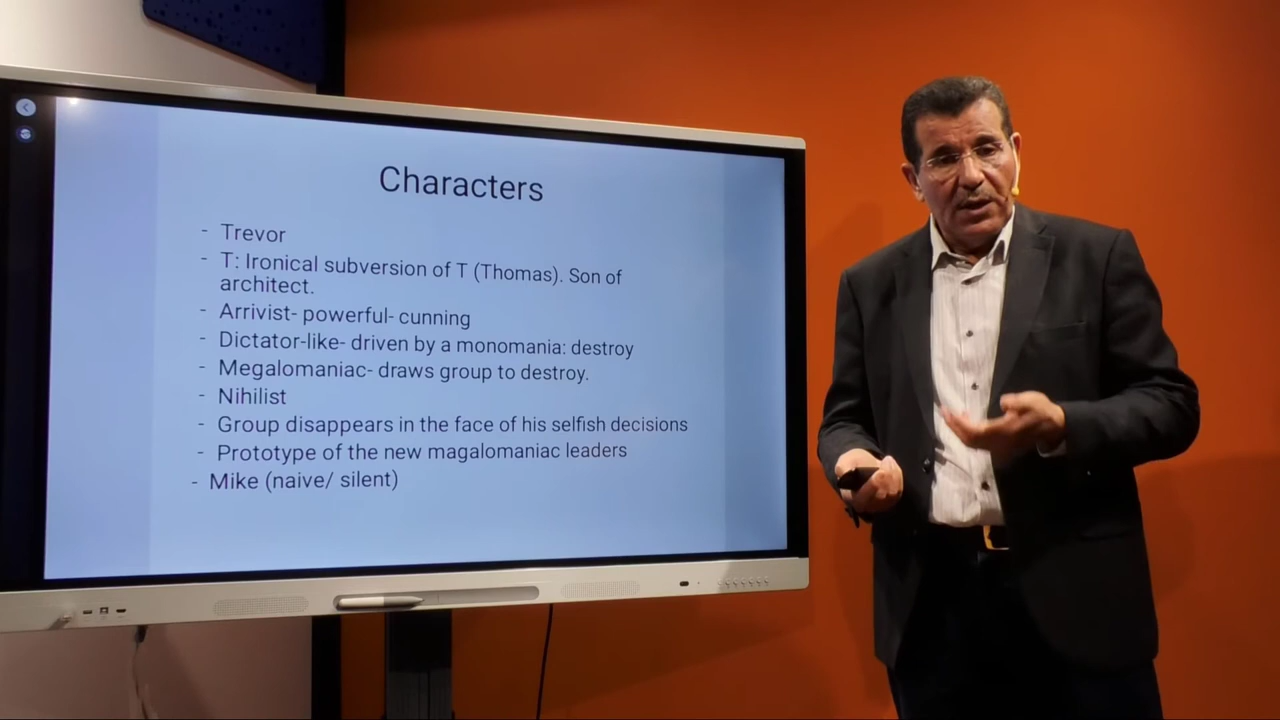 Characters
- Trevor
- T: Ironical subversion of T (Thomas). Son of
architect.
- Arrivist- powerful- cunning
- Dictator-like- driven by a monomania: destroy
- Megalomaniac- draws group to destroy.
- Nihilist
- Group disappears in the face of his selfish decisions
- Prototype of the new magalomaniac leaders
- Mike (naive/ silent)